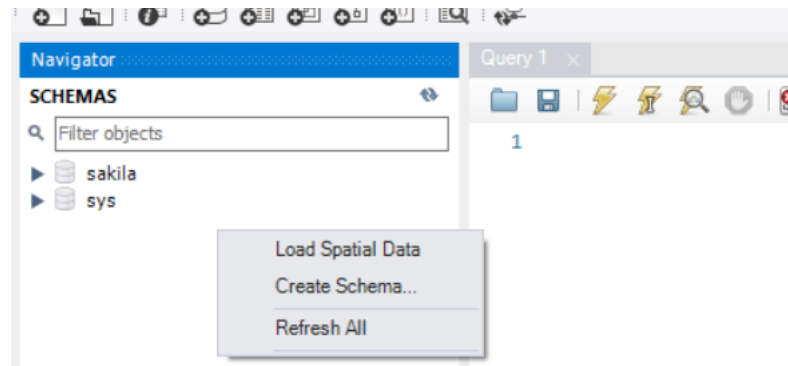 Navigator
Query 1
SCHEMAS
Filter objects
1
sakila
sys
Load Spatial Data
Create Schema...
Refresh All